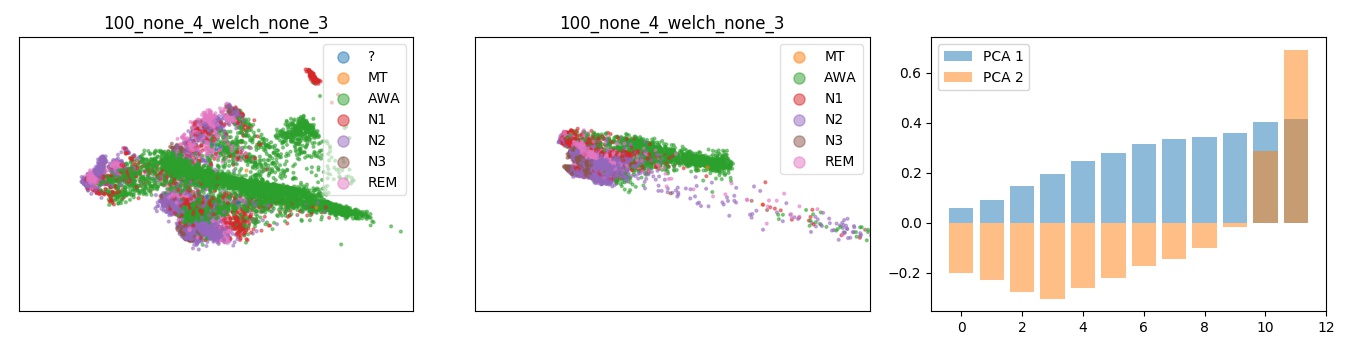 100_none_4_welch_none_3
?
MT
AWA
N1
N2
N3
REM
100_none_4_welch_none_3
MT
AWA
N1
N2
N3
REM
PCA 1
PCA 2
0.6
0.4
0.2
0.0
−0.2
0 2 4 6 8 10 12